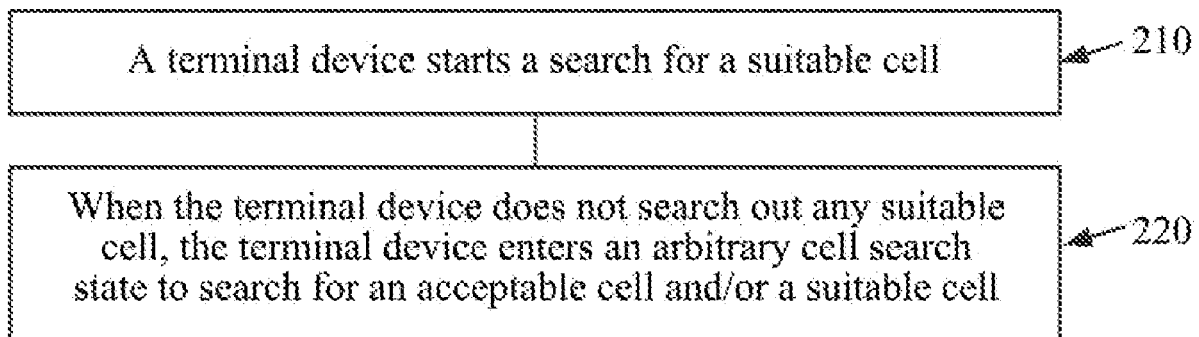 A terminal device starts a search for a suitable cell
210
When the terminal device does not search out any suitable
cell, the terminal device enters an arbitrary cell search
state to search for an acceptable cell and/or a suitable cell
220